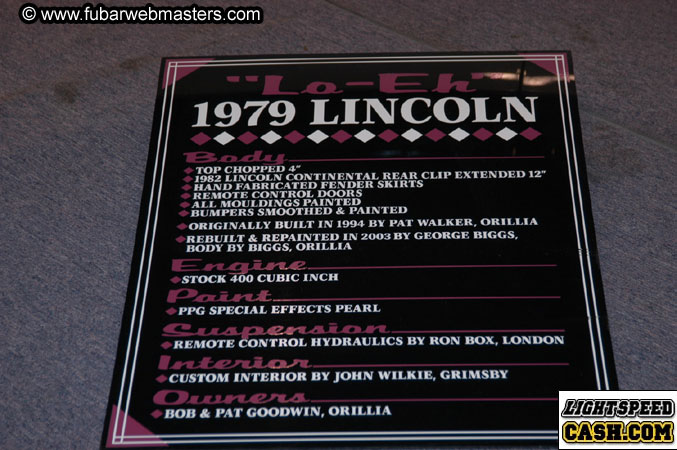 © www.fubarwebmasters.com
"Lo-Eh"
1979 LINCOLN
Body
TOP CHOPPED 4"
1982 LINCOLN CONTINENTAL REAR CLIP EXTENDED 12"
HAND FABRICATED FENDER SKIRTS
REMOTE CONTROL DOORS
ALL MOULDINGS PAINTED
BUMPERS SMOOTHED & PAINTED
ORIGINALLY BUILT IN 1994 BY PAT WALKER, ORILLIA
REBUILT & REPAINTED IN 2003 BY GEORGE BIGGS,
BODY BY BIGGS, ORILLIA
Engine
STOCK 400 CUBIC INCH
Paint
PPG SPECIAL EFFECTS PEARL
Suspension
REMOTE CONTROL HYDRAULICS BY RON BOX, LONDON
Interior
CUSTOM INTERIOR BY JOHN WILKIE, GRIMSBY
Owners
BOB & PAT GOODWIN, ORILLIA
LIGHTSPEED
CASH.COM